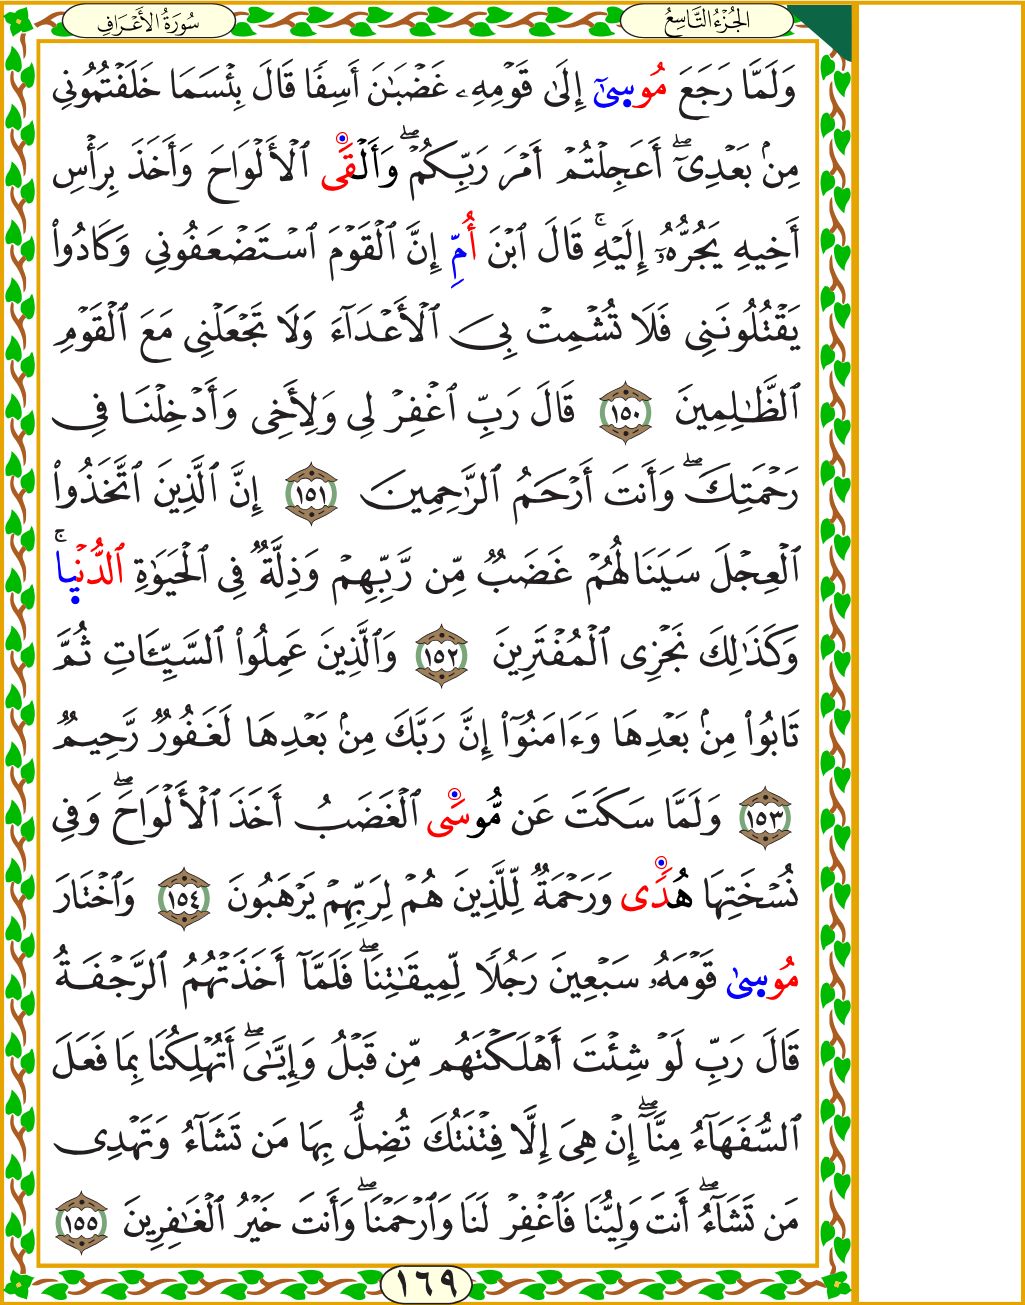 الجُزْءُ التَّاسِعُ
سُورَةُ الأَعْرَافِ
وَلَمَّا رَجَعَ مُوسِىٰٓ إِلَىٰ قَوْمِهِۦ غَضْبَٰنَ أَسِفًا قَالَ بِئْسَمَا خَلَفْتُمُونِى
مِنۢ بَعْدِىٓۖ أَعَجِلْتُمْ أَمْرَ رَبِّكُمْۖ وَأَلْقَى ٱلْأَلْوَاحَ وَأَخَذَ بِرَأْسِ
أَخِيهِ يَجُرُّهُۥٓ إِلَيْهِۚ قَالَ ٱبْنَ أُمِّ إِنَّ ٱلْقَوْمَ ٱسْتَضْعَفُونِى وَكَادُوا۟
يَقْتُلُونَنِى فَلَا تُشْمِتْ بِىَ ٱلْأَعْدَآءَ وَلَا تَجْعَلْنِى مَعَ ٱلْقَوْمِ
ٱلظَّٰلِمِينَ ١٥٠ قَالَ رَبِّ ٱغْفِرْ لِى وَلِأَخِى وَأَدْخِلْنَا فِى
رَحْمَتِكَۖ وَأَنتَ أَرْحَمُ ٱلرَّٰحِمِينَ ١٥١ إِنَّ ٱلَّذِينَ ٱتَّخَذُوا۟
ٱلْعِجْلَ سَيَنَالُهُمْ غَضَبٌ مِّن رَّبِّهِمْ وَذِلَّةٌ فِى ٱلْحَيَوٰةِ ٱلدُّنْيِاۚ
وَكَذَٰلِكَ نَجْزِى ٱلْمُفْتَرِينَ ١٥٢ وَٱلَّذِينَ عَمِلُوا۟ ٱلسَّيِّـَٔاتِ ثُمَّ
تَابُوا۟ مِنۢ بَعْدِهَا وَءَامَنُوٓا۟ إِنَّ رَبَّكَ مِنۢ بَعْدِهَا لَغَفُورٌ رَّحِيمٌ
١٥٣ وَلَمَّا سَكَتَ عَن مُّوسَى ٱلْغَضَبُ أَخَذَ ٱلْأَلْوَاحَۖ وَفِى
نُسْخَتِهَا هُدًى وَرَحْمَةٌ لِّلَّذِينَ هُمْ لِرَبِّهِمْ يَرْهَبُونَ ١٥٤ وَٱخْتَارَ
مُوسِىٰ قَوْمَهُۥ سَبْعِينَ رَجُلًا لِّمِيقَٰتِنَاۖ فَلَمَّآ أَخَذَتْهُمُ ٱلرَّجْفَةُ
قَالَ رَبِّ لَوْ شِئْتَ أَهْلَكْتَهُم مِّن قَبْلُ وَإِيَّٰىَۖ أَتُهْلِكُنَا بِمَا فَعَلَ
ٱلسُّفَهَآءُ مِنَّآۖ إِنْ هِىَ إِلَّا فِتْنَتُكَ تُضِلُّ بِهَا مَن تَشَآءُ وَتَهْدِى
مَن تَشَآءُۖ أَنتَ وَلِيُّنَا فَٱغْفِرْ لَنَا وَٱرْحَمْنَاۖ وَأَنتَ خَيْرُ ٱلْغَٰفِرِينَ ١٥٥
١٦٩